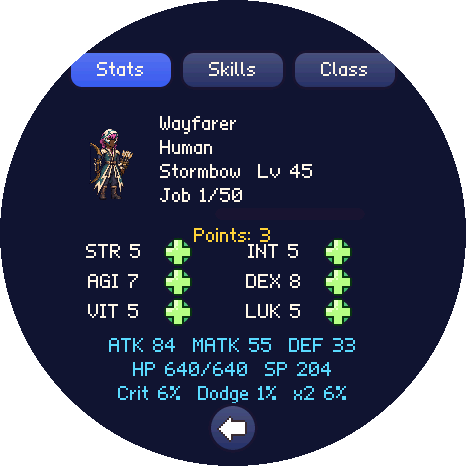 Stats Skills Class
Wayfarer
Human
Stormbow Lv 45
Job 1/50
Points: 3
STR 5 INT 5
AGI 7 DEX 8
VIT 5 LUK 5
ATK 84 MATK 55 DEF 33
HP 640/640 SP 204
Crit 6% Dodge 1% x2 6%